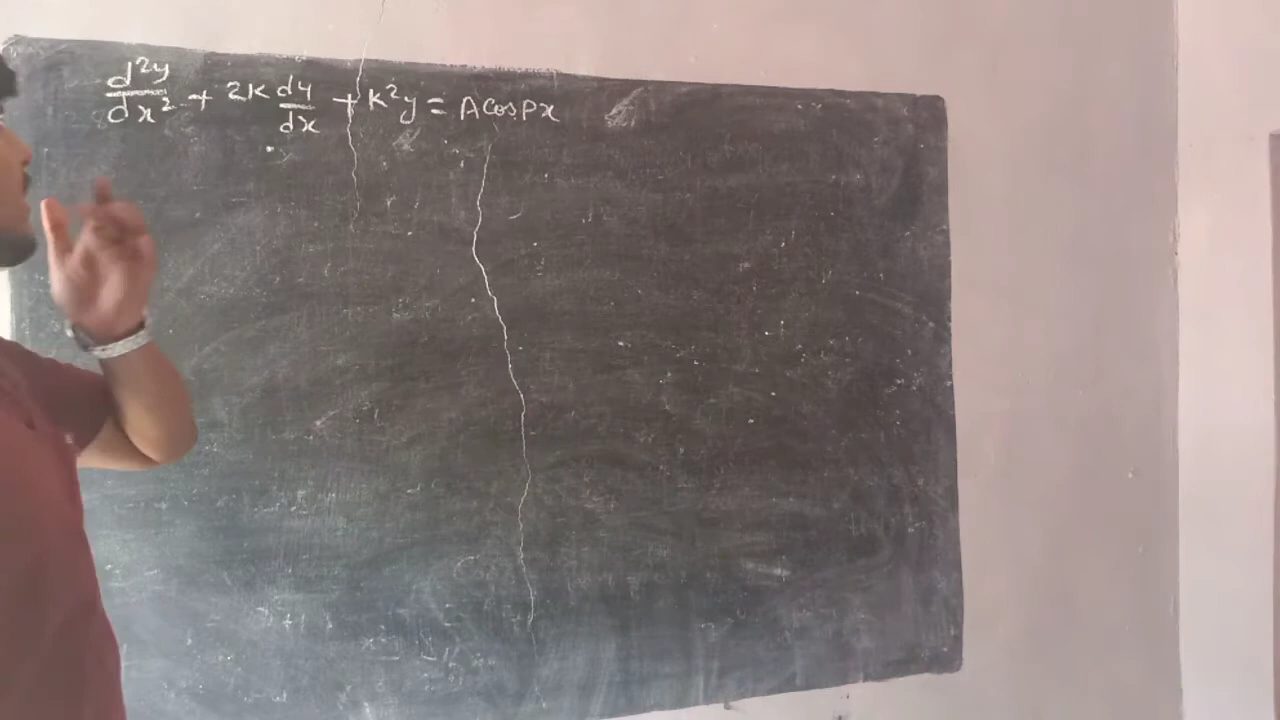 d²y/dx² + 2k dy/dx + k²y = A cos Px